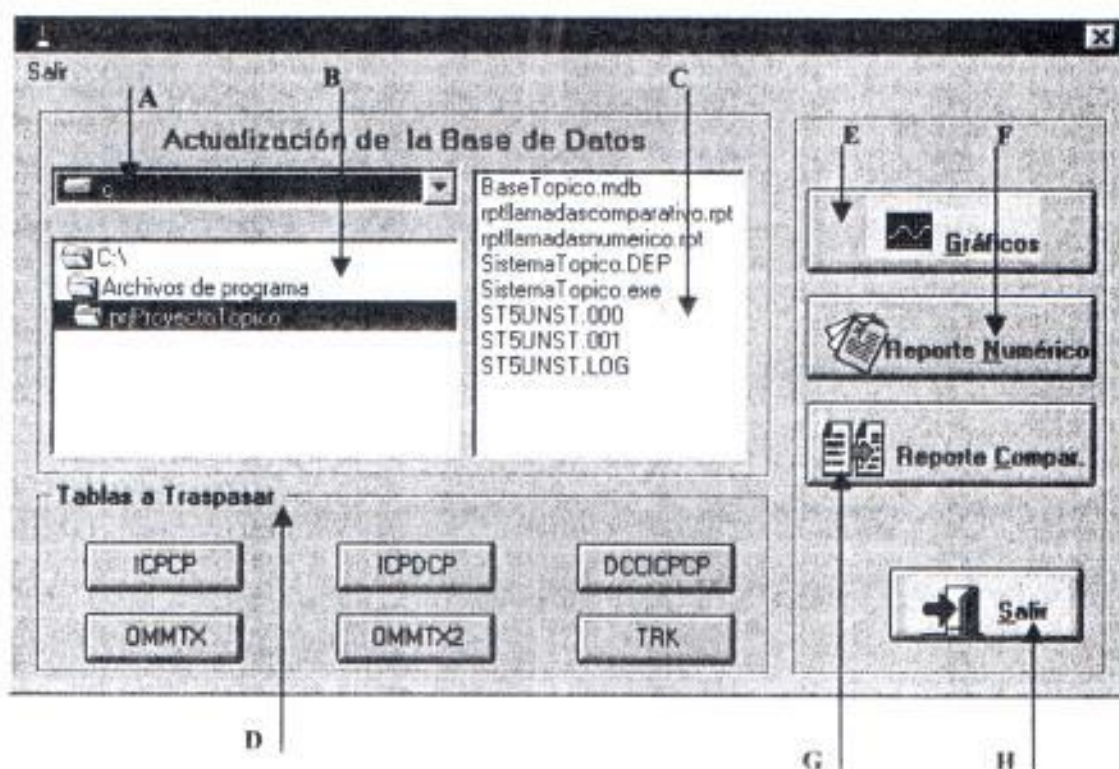 Salir
A
B
C
E
F
Actualización de la Base de Datos
c
C:\
Archivos de programa
prjProyectoTopico
BaseTopico.mdb
rptllamadascomparativo.rpt
rptllamadasnumerico.rpt
SistemaTopico.DEP
SistemaTopico.exe
ST5UNST.000
ST5UNST.001
ST5UNST.LOG
Gráficos
Reporte Numérico
Reporte Compar.
Tablas a Traspasar
ICPCP
ICPDCP
DCCICPCP
OMMTX
OMMTX2
TRK
Salir
D
G
H